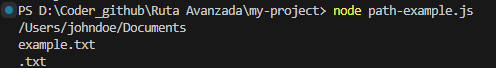 PS D:\Coder_github\Ruta Avanzada\my-project> node path-example.js
/Users/johndoe/Documents
example.txt
.txt